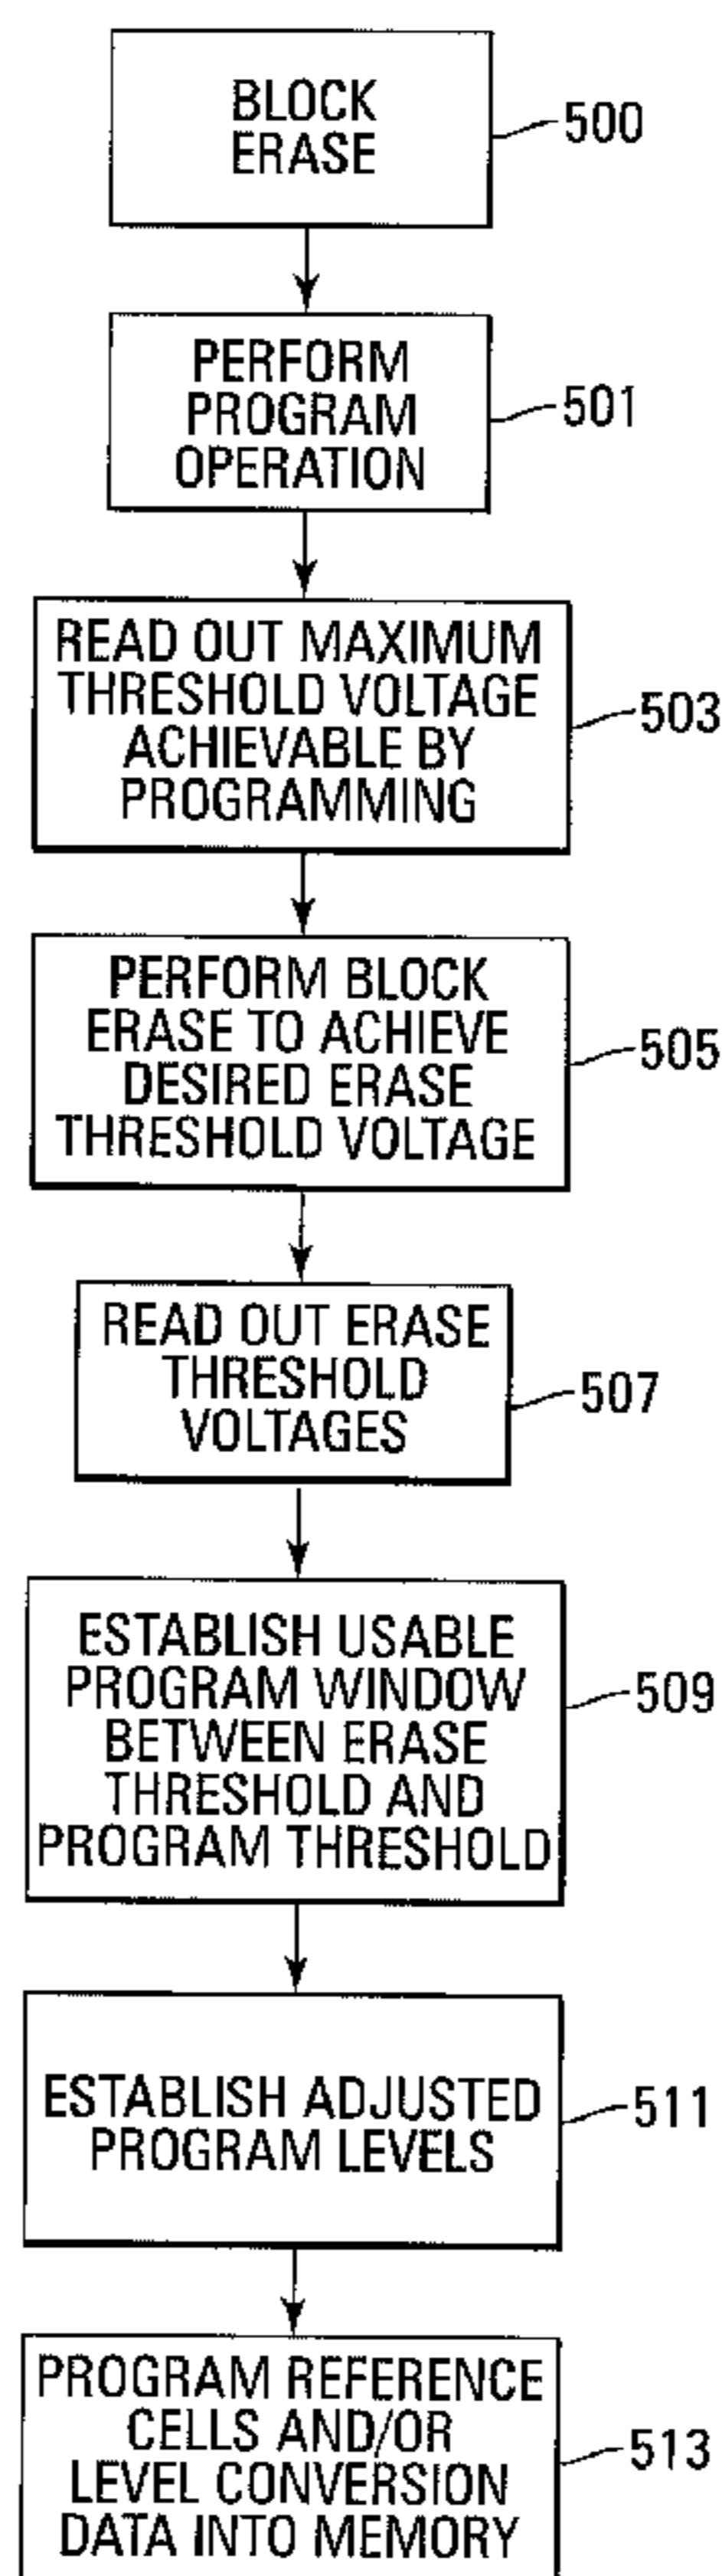 BLOCK
ERASE
500
PERFORM
PROGRAM
OPERATION
501
READ OUT MAXIMUM
THRESHOLD VOLTAGE
ACHIEVABLE BY
PROGRAMMING
503
PERFORM BLOCK
ERASE TO ACHIEVE
DESIRED ERASE
THRESHOLD VOLTAGE
505
READ OUT ERASE
THRESHOLD
VOLTAGES
507
ESTABLISH USABLE
PROGRAM WINDOW
BETWEEN ERASE
THRESHOLD AND
PROGRAM THRESHOLD
509
ESTABLISH ADJUSTED
PROGRAM LEVELS
511
PROGRAM REFERENCE
CELLS AND/OR
LEVEL CONVERSION
DATA INTO MEMORY
513